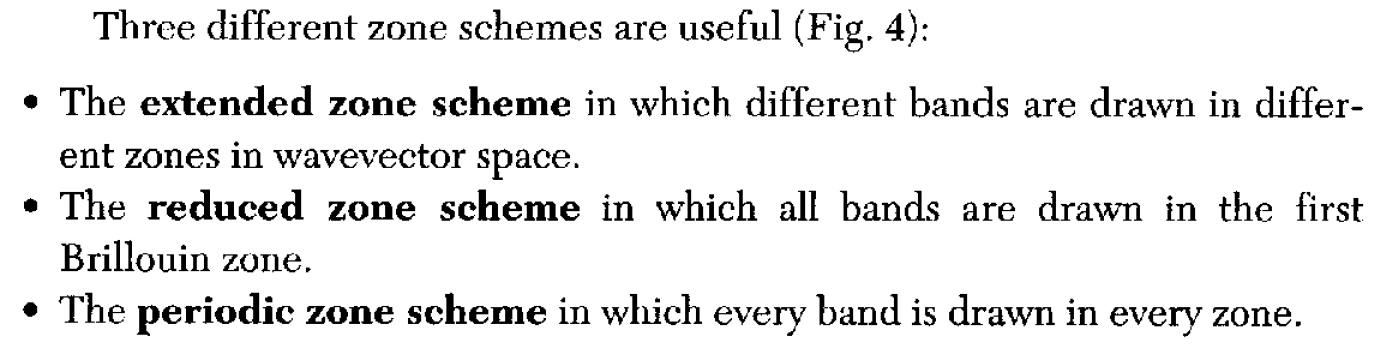 Three different zone schemes are useful (Fig. 4):
• The extended zone scheme in which different bands are drawn in differ-
ent zones in wavevector space.
• The reduced zone scheme in which all bands are drawn in the first
Brillouin zone.
• The periodic zone scheme in which every band is drawn in every zone.